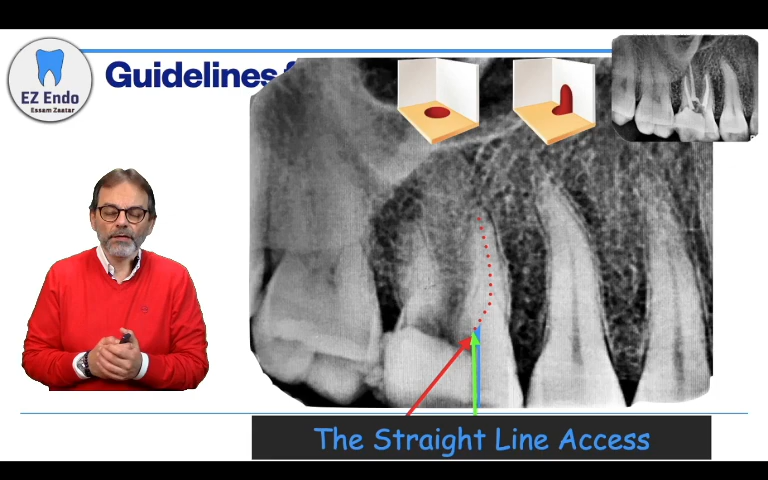 Guidelines
EZ Endo
Essam Zaatar
The Straight Line Access